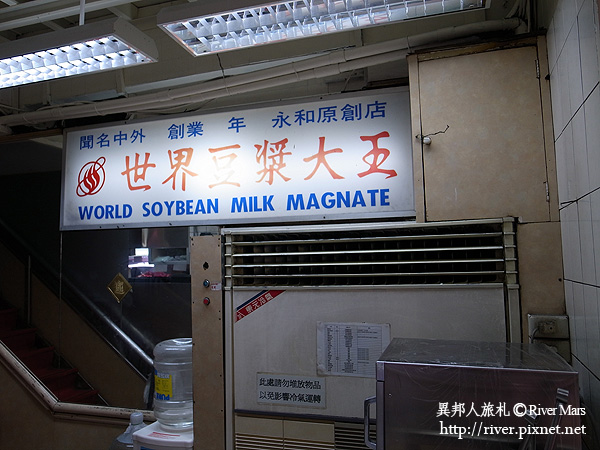 聞名中外 創業 年 永和原創店
世界豆漿大王
WORLD SOYBEAN MILK MAGNATE
此處請勿堆放物品
以免影響冷氣運轉
異邦人旅札 © River Mars
http://river.pixnet.net